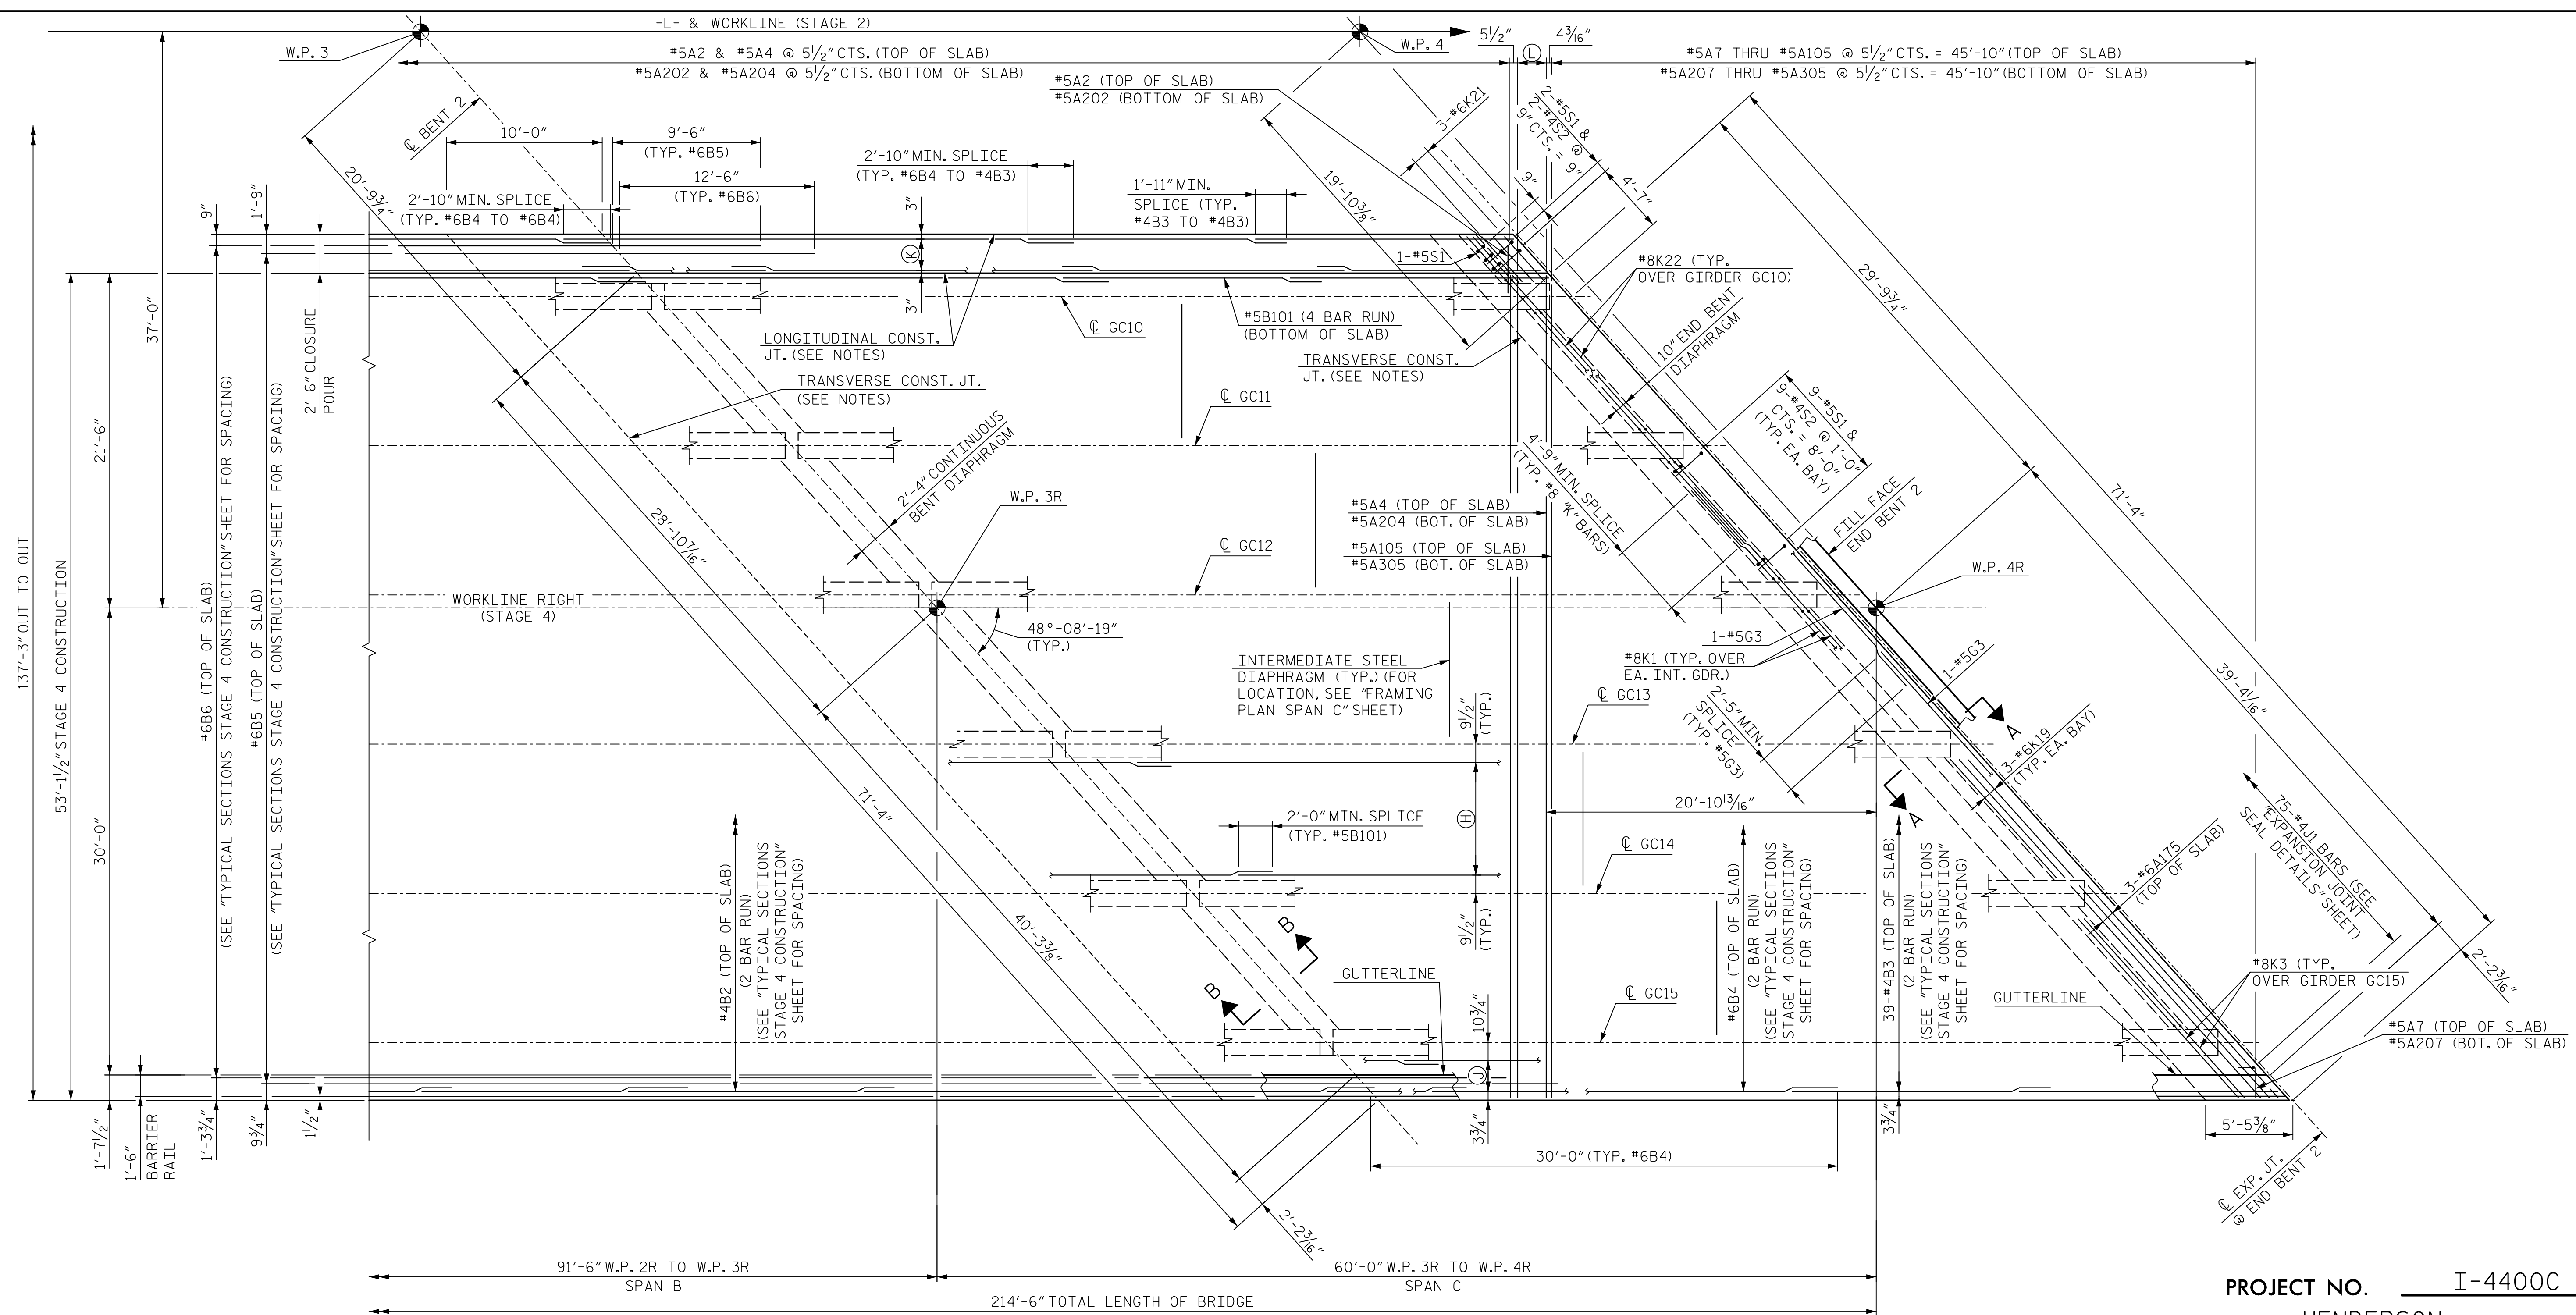 -L- & WORKLINE (STAGE 2)
W.P. 3
W.P. 4
#5A2 & #5A4 @ 5½" CTS. (TOP OF SLAB)
#5A202 & #5A204 @ 5½" CTS. (BOTTOM OF SLAB)
5½"
L
4³⁄₁₆"
#5A7 THRU #5A105 @ 5½" CTS. = 45'-10" (TOP OF SLAB)
#5A207 THRU #5A305 @ 5½" CTS. = 45'-10" (BOTTOM OF SLAB)
#5A2 (TOP OF SLAB)
#5A202 (BOTTOM OF SLAB)
℄ BENT 2
10'-0"
9'-6"
(TYP. #6B5)
12'-6"
(TYP. #6B6)
2'-10" MIN. SPLICE
(TYP. #6B4 TO #4B3)
1'-11" MIN.
SPLICE (TYP.
#4B3 TO #4B3)
2'-10" MIN. SPLICE
(TYP. #6B4 TO #6B4)
20'-9¾"
19'-10⅜"
3-#6K21
2-#5S1 &
2-#4S2 @
9" CTS. = 9"
9"
4'-7"
9"
1'-9"
3"
K
3"
1-#5S1
#8K22 (TYP.
OVER GIRDER GC10)
29'-9¾"
71'-4"
37'-0"
21'-6"
2'-6" CLOSURE
POUR
℄ GC10
#5B101 (4 BAR RUN)
(BOTTOM OF SLAB)
LONGITUDINAL CONST.
JT. (SEE NOTES)
TRANSVERSE CONST. JT.
(SEE NOTES)
TRANSVERSE CONST.
JT. (SEE NOTES)
10" END BENT
DIAPHRAGM
℄ GC11
9-#5S1 &
9-#4S2 @ 1'-0"
CTS. = 8'-0"
(TYP. EA. BAY)
2'-4" CONTINUOUS
BENT DIAPHRAGM
4'-9" MIN. SPLICE
(TYP. #8 "K" BARS)
FILL FACE
END BENT 2
W.P. 3R
#5A4 (TOP OF SLAB)
#5A204 (BOT. OF SLAB)
#5A105 (TOP OF SLAB)
#5A305 (BOT. OF SLAB)
28'-10⁷⁄₁₆"
℄ GC12
W.P. 4R
WORKLINE RIGHT
(STAGE 4)
48°-08'-19"
(TYP.)
1-#5G3
#8K1 (TYP. OVER
EA. INT. GDR.)
1-#5G3
INTERMEDIATE STEEL
DIAPHRAGM (TYP.) (FOR
LOCATION, SEE "FRAMING
PLAN SPAN C" SHEET)
137'-3" OUT TO OUT
53'-1½" STAGE 4 CONSTRUCTION
#6B6 (TOP OF SLAB)
(SEE "TYPICAL SECTIONS STAGE 4 CONSTRUCTION" SHEET FOR SPACING)
#6B5 (TOP OF SLAB)
(SEE "TYPICAL SECTIONS STAGE 4 CONSTRUCTION" SHEET FOR SPACING)
9½"
(TYP.)
℄ GC13
2'-5" MIN.
SPLICE
(TYP. #5G3)
39'-4¹⁄₁₆"
A
3-#6K19
(TYP. EA. BAY)
71'-4"
30'-0"
2'-0" MIN. SPLICE
(TYP. #5B101)
H
20'-10¹³⁄₁₆"
A
75-#4J1 BARS (SEE
"EXPANSION JOINT
SEAL DETAILS" SHEET)
3-#6A175
(TOP OF SLAB)
℄ GC14
#4B2 (TOP OF SLAB)
(2 BAR RUN)
(SEE "TYPICAL SECTIONS
STAGE 4 CONSTRUCTION"
SHEET FOR SPACING)
40'-3⅜"
B
B
9½"
(TYP.)
#6B4 (TOP OF SLAB)
(2 BAR RUN)
(SEE "TYPICAL SECTIONS
STAGE 4 CONSTRUCTION"
SHEET FOR SPACING)
39-#4B3 (TOP OF SLAB)
(2 BAR RUN)
(SEE "TYPICAL SECTIONS
STAGE 4 CONSTRUCTION"
SHEET FOR SPACING)
GUTTERLINE
℄ GC15
10¾"
GUTTERLINE
#8K3 (TYP.
OVER GIRDER GC15)
2'-2³⁄₁₆"
#5A7 (TOP OF SLAB)
#5A207 (BOT. OF SLAB)
J
1'-7½"
1'-6"
BARRIER
RAIL
1'-3¾"
9¾"
1½"
3¾"
3¾"
5'-5⅜"
30'-0" (TYP. #6B4)
2'-2³⁄₁₆"
℄ EXP. JT.
@ END BENT 2
91'-6" W.P. 2R TO W.P. 3R
SPAN B
60'-0" W.P. 3R TO W.P. 4R
SPAN C
214'-6" TOTAL LENGTH OF BRIDGE
PROJECT NO. I-4400C
HENDERSON